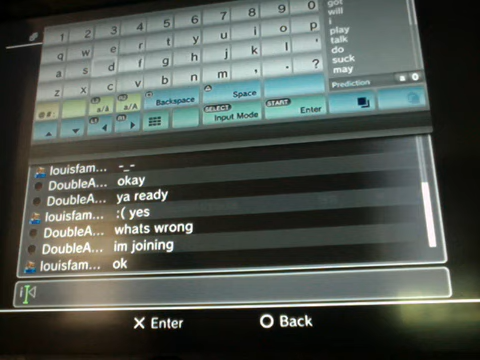 1 2 3 4 5 6 7 8 9 0
q w e r t y u i o p
a s d f g h j k l
z x c v b n m , . ?
@#: a/A a/A Backspace Space
SELECT Input Mode START Enter
got
will
i
play
talk
do
suck
may
Prediction
louisfam... -_-
DoubleA... okay
DoubleA... ya ready
louisfam... :( yes
DoubleA... whats wrong
DoubleA... im joining
louisfam... ok
i
X Enter O Back